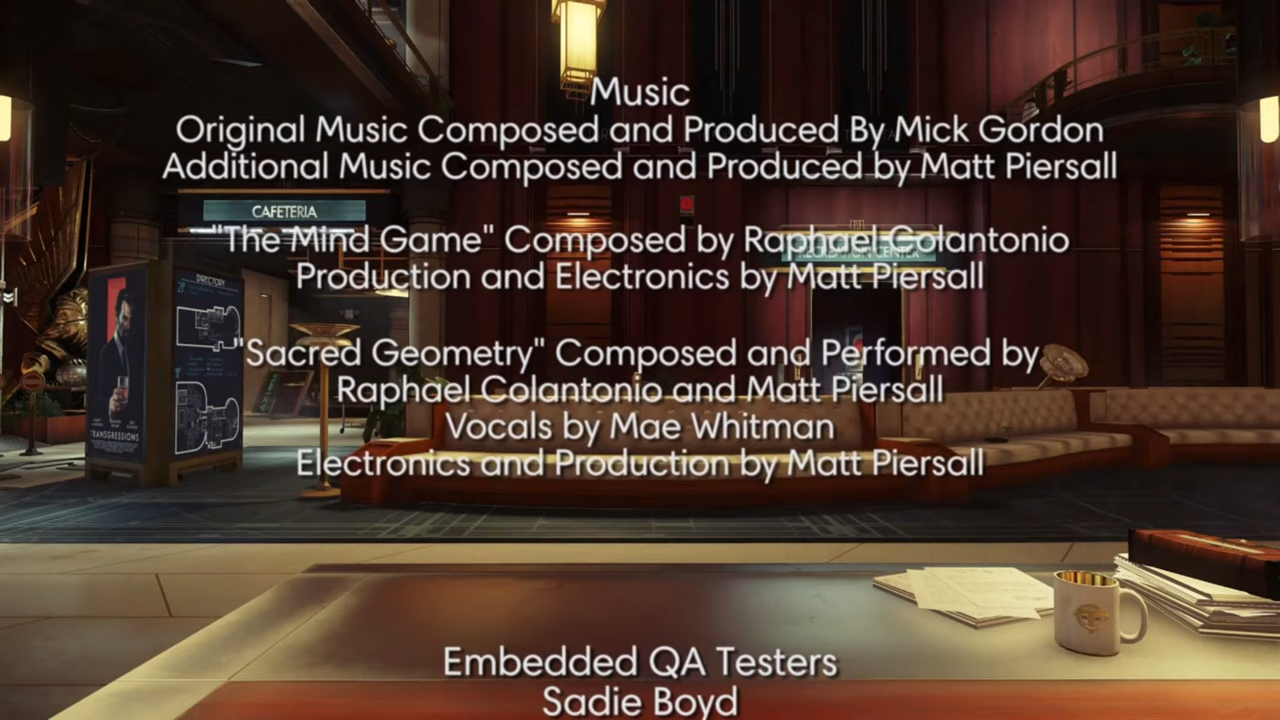 Music
Original Music Composed and Produced By Mick Gordon
Additional Music Composed and Produced by Matt Piersall
CAFETERIA
"The Mind Game" Composed by Raphael Colantonio
RECREATION CENTER
Production and Electronics by Matt Piersall
DIRECTORY
"Sacred Geometry" Composed and Performed by
Raphael Colantonio and Matt Piersall
Vocals by Mae Whitman
TRANSGRESSIONS
Electronics and Production by Matt Piersall
Embedded QA Testers
Sadie Boyd